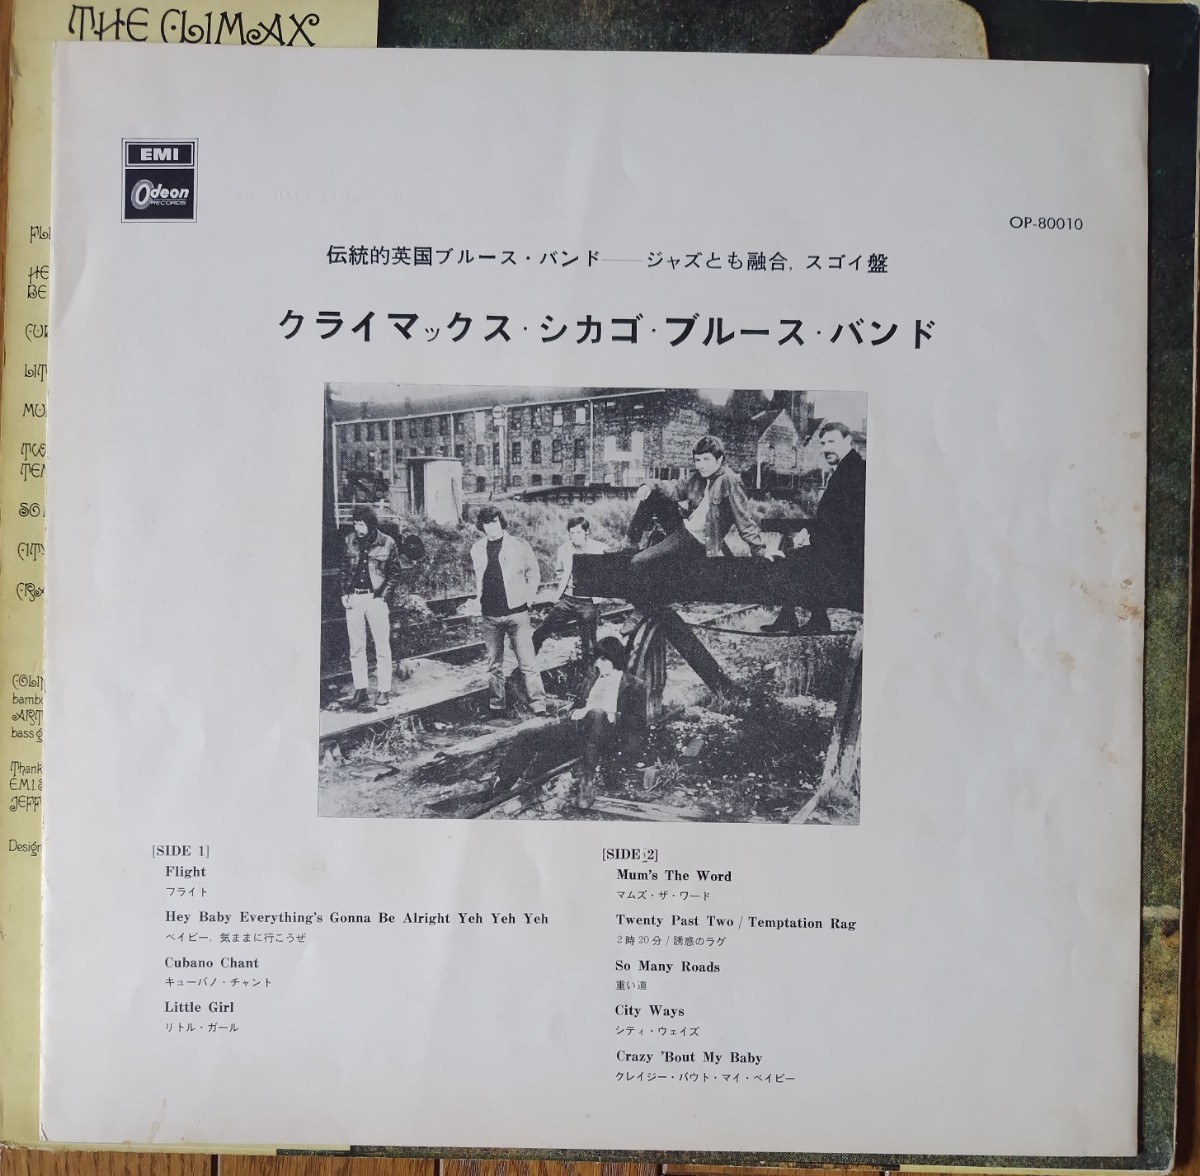 THE CLIMAX
EMI
Odeon
RECORDS
OP-80010
伝統的英国ブルース・バンド――ジャズとも融合, スゴイ盤
クライマックス・シカゴ・ブルース・バンド
[SIDE 1]
Flight
フライト
Hey Baby Everything's Gonna Be Alright Yeh Yeh Yeh
ベイビー, 気ままに行こうぜ
Cubano Chant
キューバノ・チャント
Little Girl
リトル・ガール
[SIDE 2]
Mum's The Word
マムズ・ザ・ワード
Twenty Past Two / Temptation Rag
2時20分 / 誘惑のラグ
So Many Roads
重い道
City Ways
シティ・ウェイズ
Crazy 'Bout My Baby
クレイジー・バウト・マイ・ベイビー